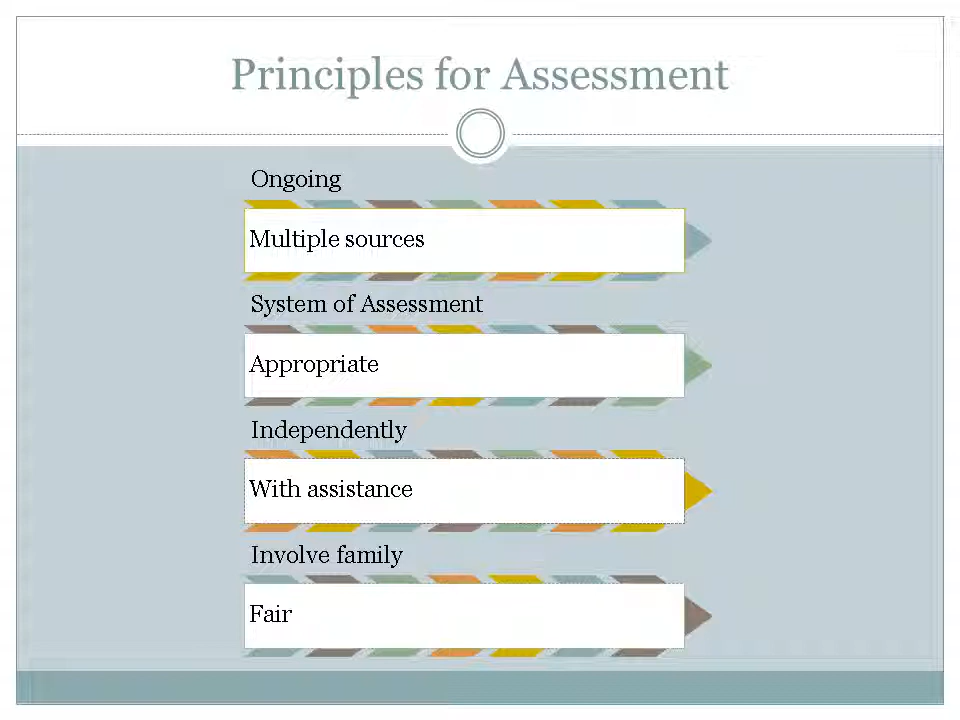 Principles for Assessment
Ongoing
Multiple sources
System of Assessment
Appropriate
Independently
With assistance
Involve family
Fair